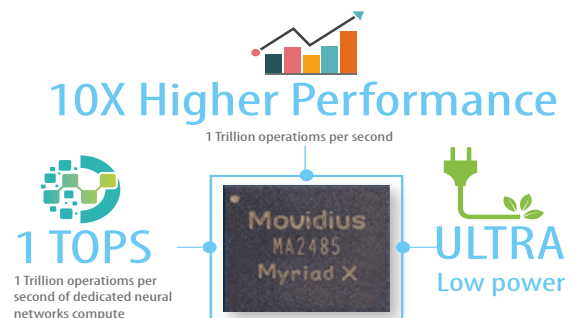 10X Higher Performance
1 Trillion operatioms per second
1 TOPS
1 Trillion operatioms per
second of dedicated neural
networks compute
Movidius
MA2485
Myriad X
ULTRA
Low power